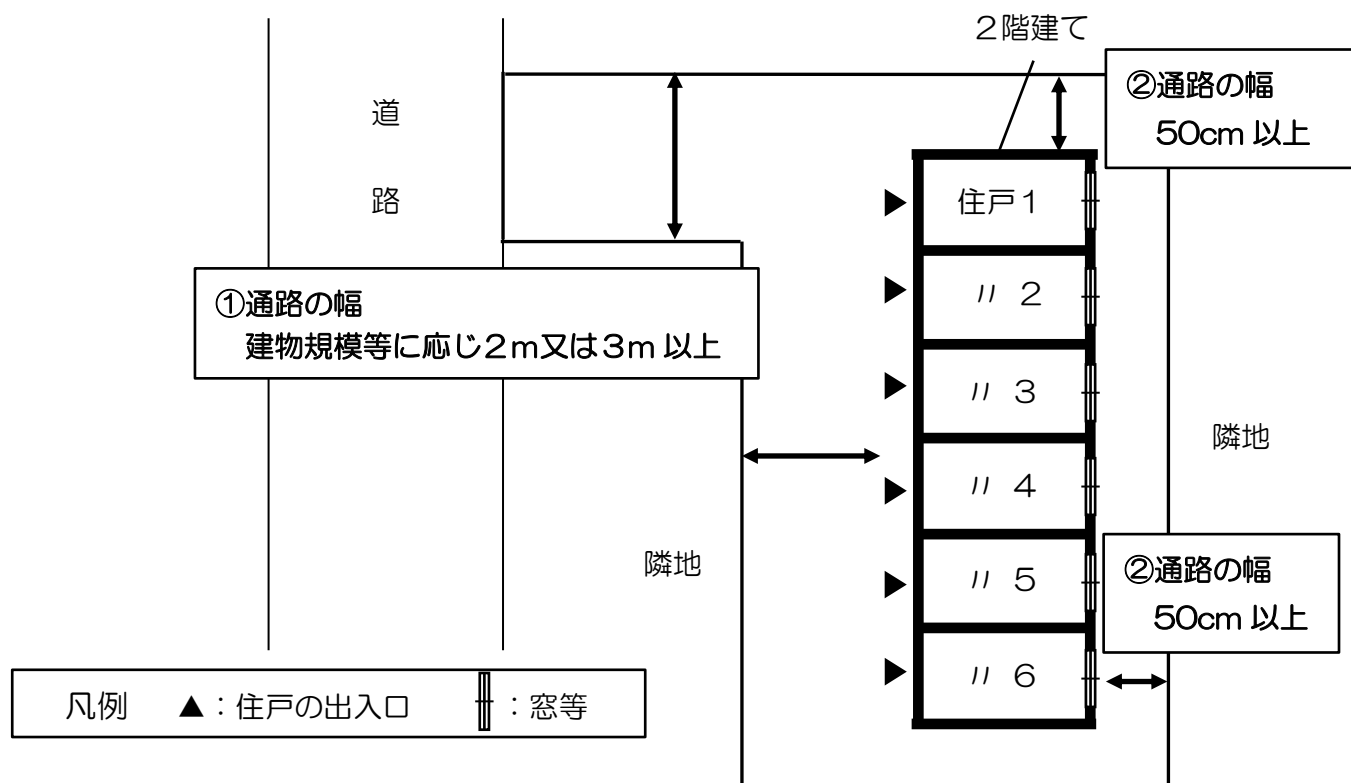 2階建て
②通路の幅
50cm 以上
道
路
住戸1
①通路の幅
建物規模等に応じ2m又は3m 以上
〃 2
〃 3
隣地
〃 4
隣地
〃 5
②通路の幅
50cm 以上
〃 6
凡例 ▲:住戸の出入口 :窓等